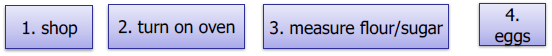 1. shop
2. turn on oven
3. measure flour/sugar
4.
eggs